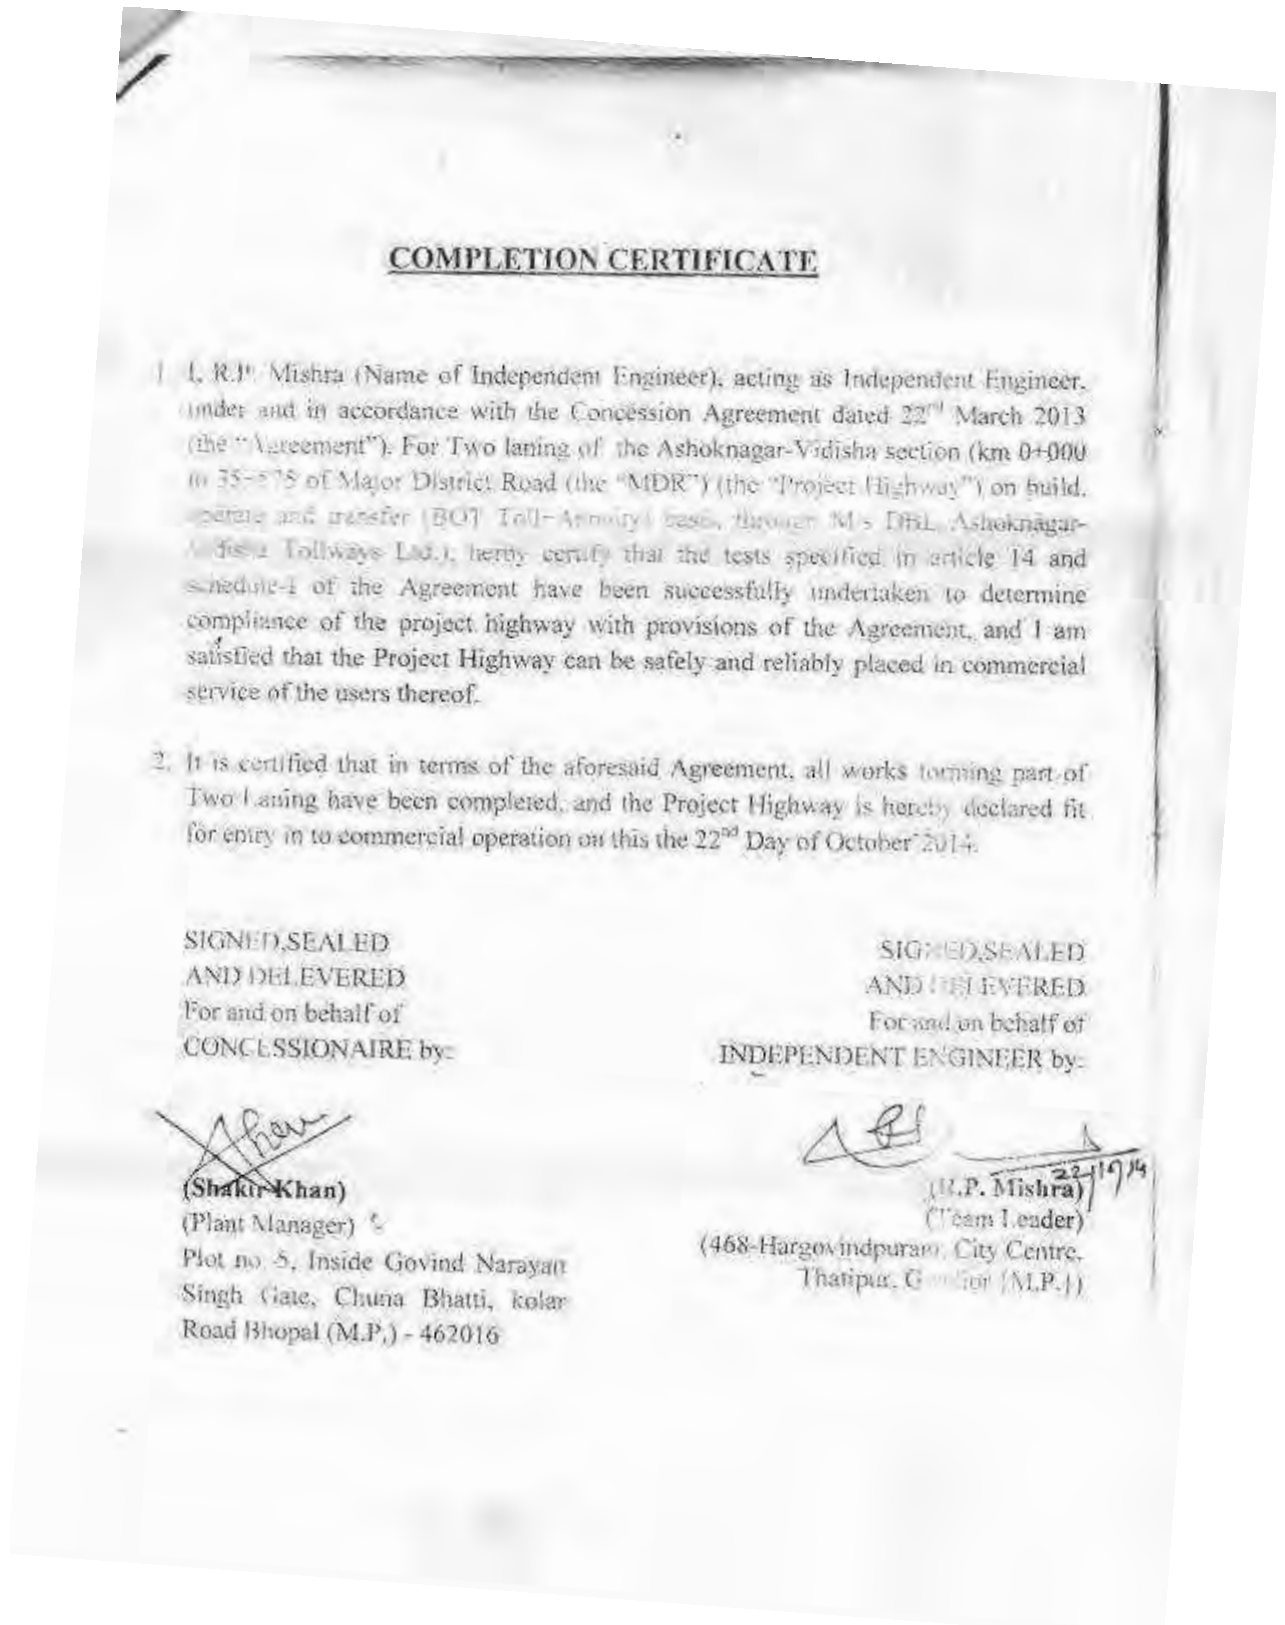 COMPLETION CERTIFICATE
1. I, R.P. Mishra (Name of Independent Engineer), acting as Independent Engineer,
under and in accordance with the Concession Agreement dated 22nd March 2013
(the "Agreement"). For Two laning of the Ashoknagar-Vidisha section (km 0+000
to of Major District Road (the "MDR") (the "Project Highway") on build,
operate and transfer (BOT Toll+Annuity) basis, through M/s DBL Ashoknagar-
Vidisha Tollways Ltd.), herby certify that the tests specified in article 14 and
schedule-I of the Agreement have been successfully undertaken to determine
compliance of the project highway with provisions of the Agreement, and I am
satisfied that the Project Highway can be safely and reliably placed in commercial
service of the users thereof.
2. It is certified that in terms of the aforesaid Agreement, all works forming part of
Two Laning have been completed, and the Project Highway is hereby declared fit
for entry in to commercial operation on this the 22nd Day of October 2014.
SIGNED,SEALED
AND DELEVERED
For and on behalf of
CONCESSIONAIRE by:
SIGNED,SEALED
AND DELEVERED
For and on behalf of
INDEPENDENT ENGINEER by:
(Shakir Khan)
(Plant Manager)
Plot no 5, Inside Govind Narayan
Singh Gate, Chuna Bhatti, kolar
Road Bhopal (M.P.) - 462016
22/10/14
(R.P. Mishra)
(Team Leader)
(468-Hargovindpuram, City Centre,
Thatipur, Gwalior (M.P.))